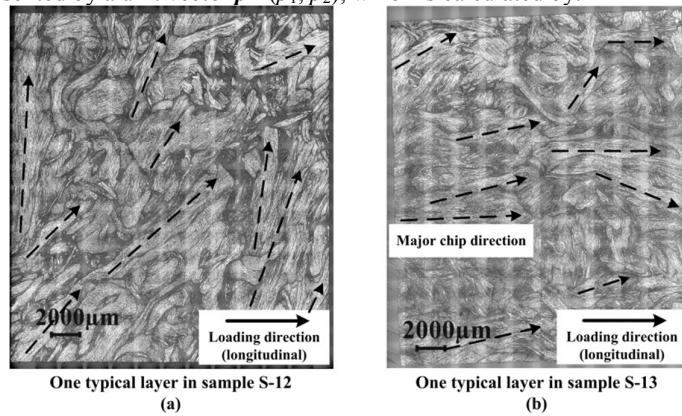 2000µm
Loading direction
(longitudinal)
One typical layer in sample S-12
(a)
Major chip direction
2000µm
Loading direction
(longitudinal)
One typical layer in sample S-13
(b)